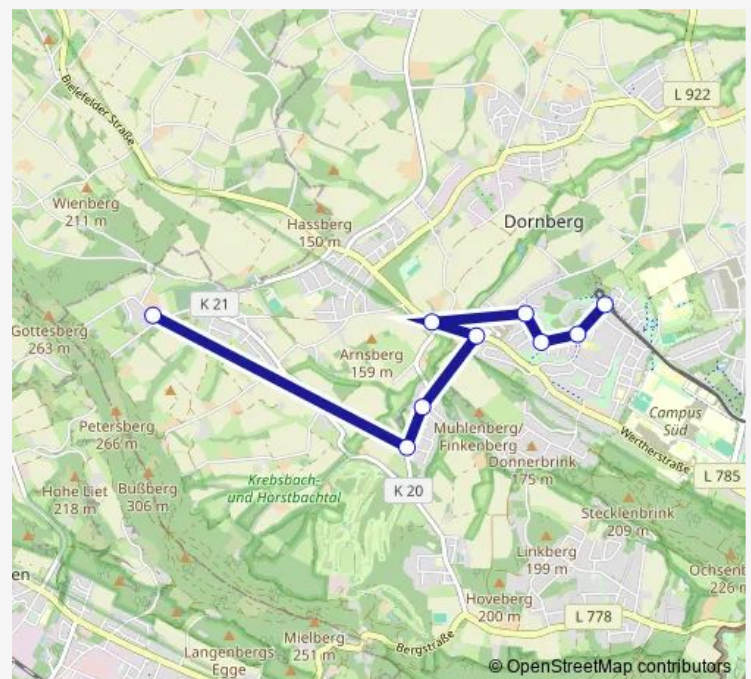 L 922
Bielefelder Straße
Wienberg
211 m
Hassberg
150 m
Dornberg
K 21
Gottesberg
263 m
Arnsberg
159 m
Petersberg
266 m
Muhlenberg/
Finkenberg
Donnerbrink
175 m
Campus
Süd
Wertherstraße
L 785
Hohe Liet
218 m
Bußberg
306 m
Krebsbach-
und Horstbachtal
K 20
Stecklenbrink
209 m
Linkberg
199 m
Ochsenb
226 m
en
Hoveberg
200 m
L 778
Mielberg
251 m
Langenbergs
Egge
Bergstraße
© OpenStreetMap contributors